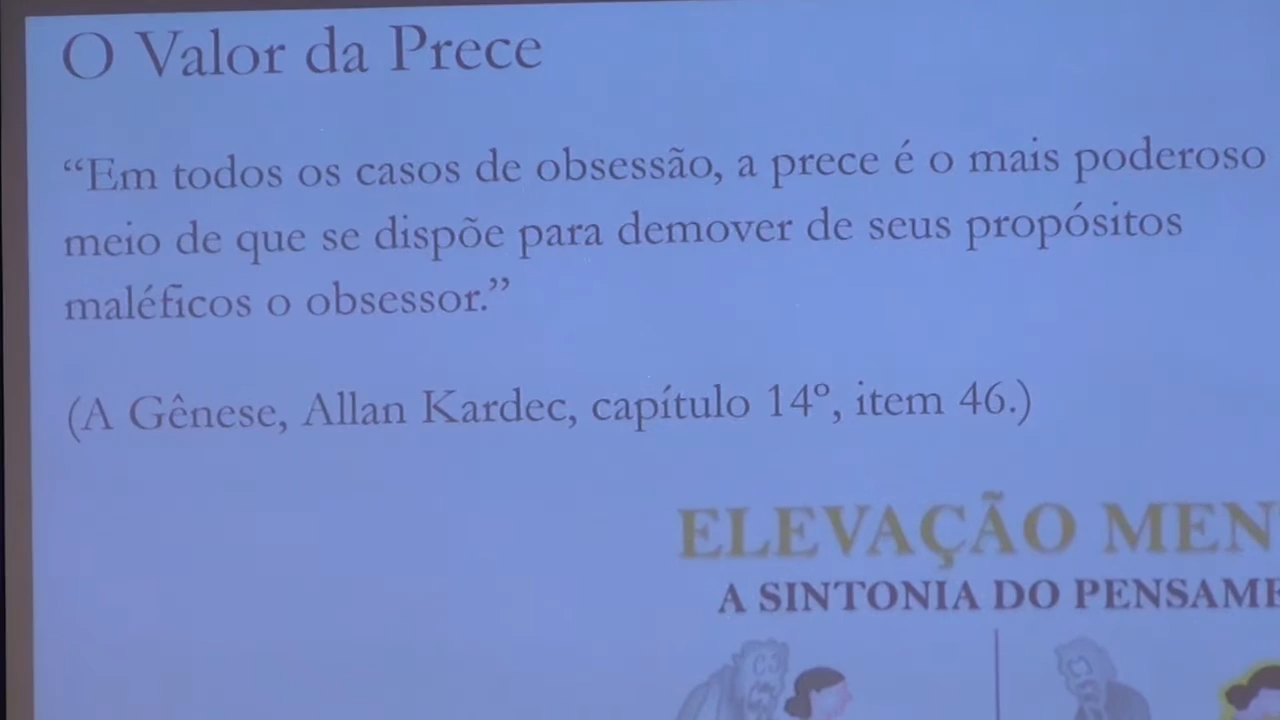 O Valor da Prece
“Em todos os casos de obsessão, a prece é o mais poderoso
meio de que se dispõe para demover de seus propósitos
maléficos o obsessor.”
(A Gênese, Allan Kardec, capítulo 14º, item 46.)
ELEVAÇÃO MEN
A SINTONIA DO PENSAME